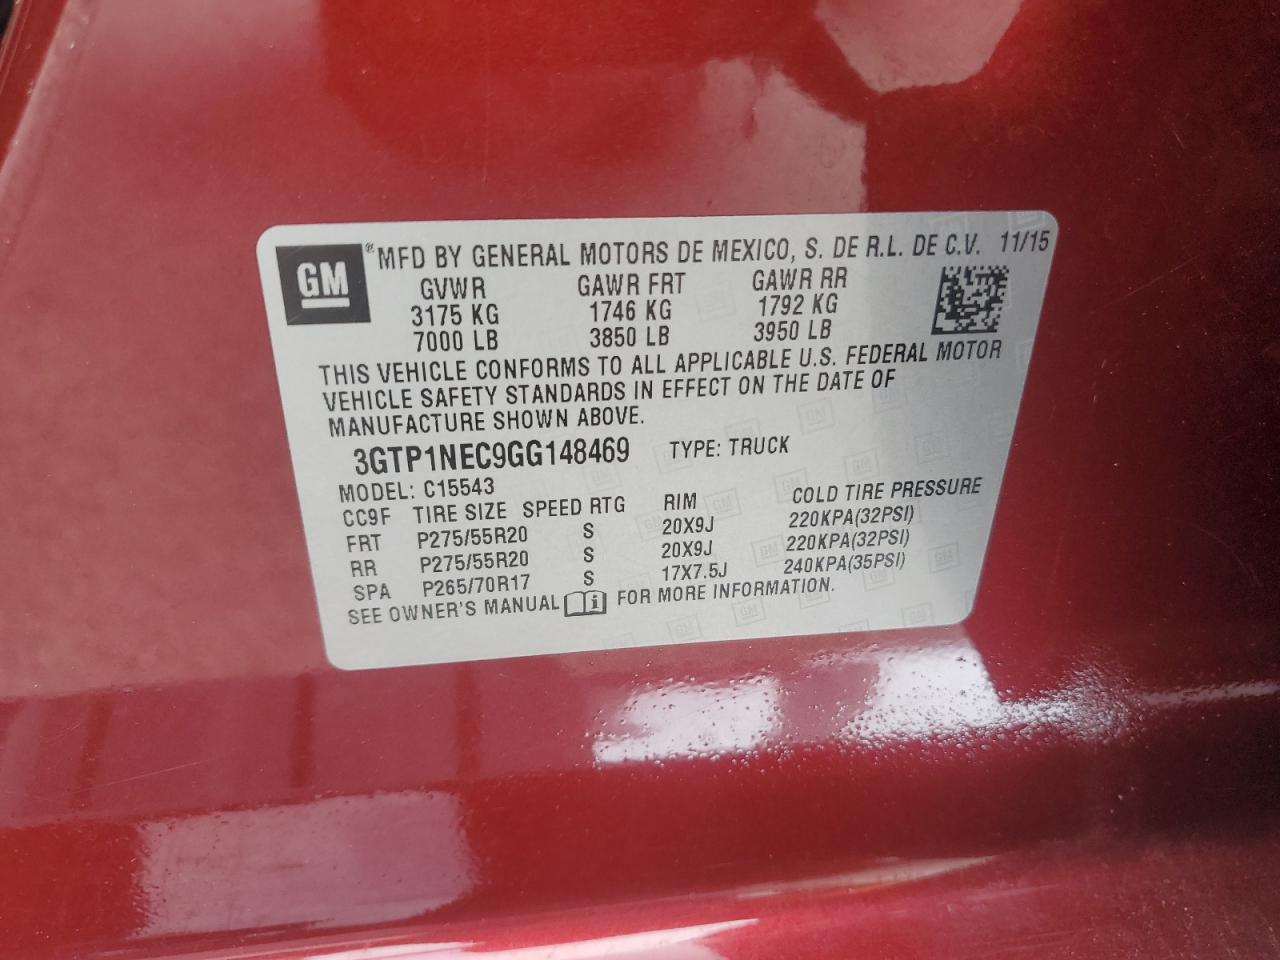 GM ® MFD BY GENERAL MOTORS DE MEXICO, S. DE R.L. DE C.V. 11/15
GVWR GAWR FRT GAWR RR
3175 KG 1746 KG 1792 KG
7000 LB 3850 LB 3950 LB
THIS VEHICLE CONFORMS TO ALL APPLICABLE U.S. FEDERAL MOTOR
VEHICLE SAFETY STANDARDS IN EFFECT ON THE DATE OF
MANUFACTURE SHOWN ABOVE.
3GTP1NEC9GG148469 TYPE: TRUCK
MODEL: C15543
CC9F TIRE SIZE SPEED RTG RIM COLD TIRE PRESSURE
FRT P275/55R20 S 20X9J 220KPA(32PSI)
RR P275/55R20 S 20X9J 220KPA(32PSI)
SPA P265/70R17 S 17X7.5J 240KPA(35PSI)
SEE OWNER'S MANUAL FOR MORE INFORMATION.